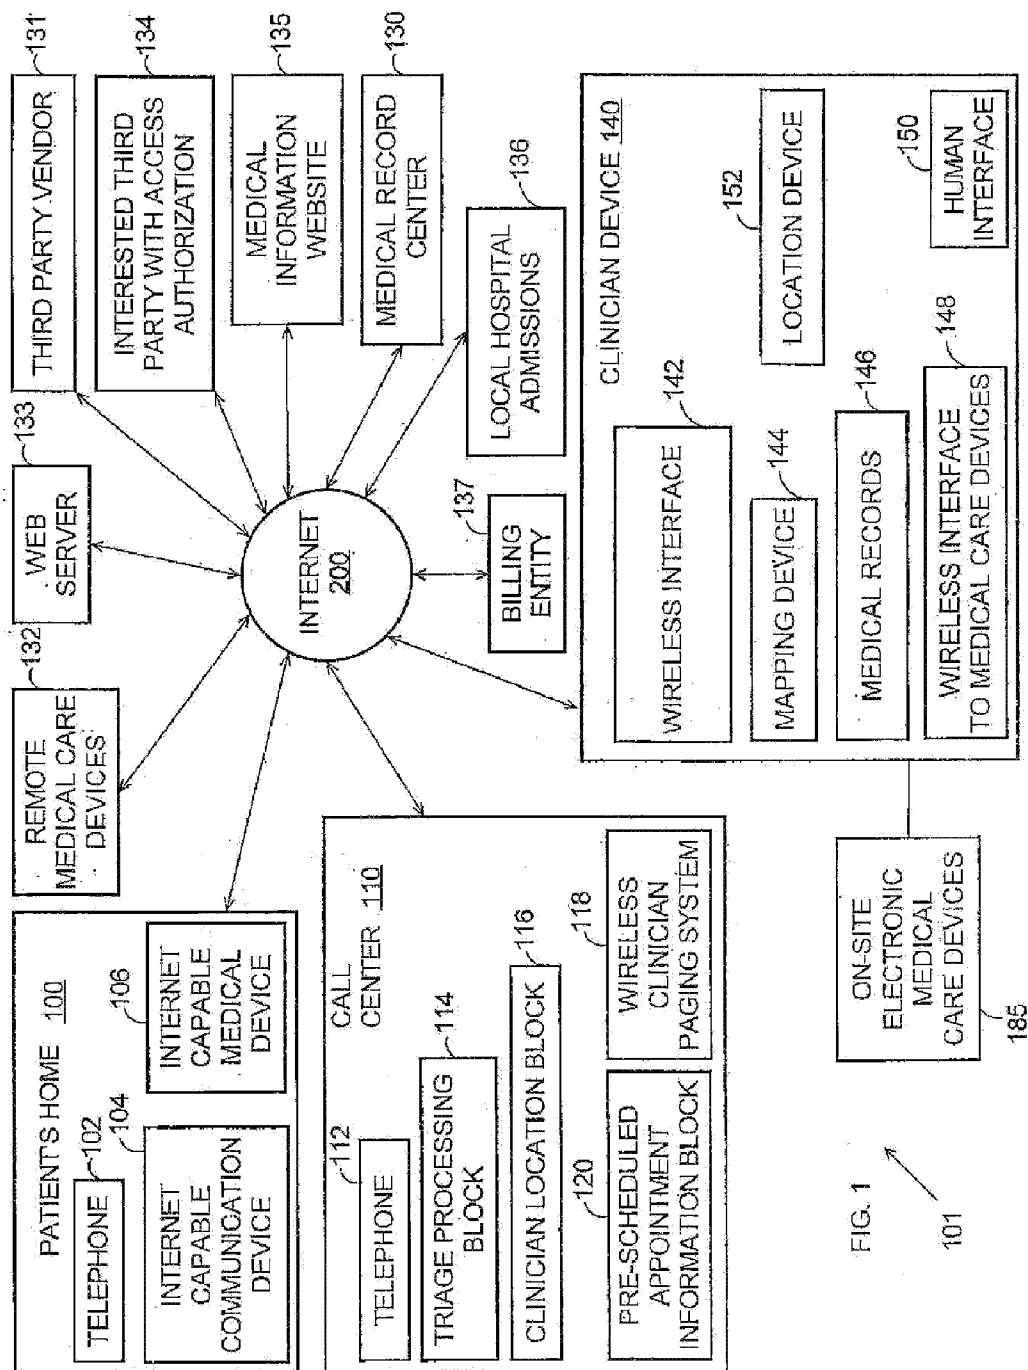 PATIENT'S HOME 100
TELEPHONE
102
104
INTERNET
CAPABLE
COMMUNICATION
DEVICE
106
INTERNET
CAPABLE
MEDICAL
DEVICE
132
REMOTE
MEDICAL CARE
DEVICES
133
WEB
SERVER
131
THIRD PARTY VENDOR
134
INTERESTED THIRD
PARTY WITH ACCESS
AUTHORIZATION
135
MEDICAL
INFORMATION
WEBSITE
130
MEDICAL RECORD
CENTER
136
LOCAL HOSPITAL
ADMISSIONS
INTERNET
200
137
BILLING
ENTITY
CALL
CENTER 110
112
TELEPHONE
114
TRIAGE PROCESSING
BLOCK
116
CLINICIAN LOCATION BLOCK
118
WIRELESS
CLINICIAN
PAGING SYSTEM
120
PRE-SCHEDULED
APPOINTMENT
INFORMATION BLOCK
CLINICIAN DEVICE 140
142
WIRELESS INTERFACE
144
MAPPING DEVICE
146
MEDICAL RECORDS
148
WIRELESS INTERFACE
TO MEDICAL CARE DEVICES
152
LOCATION DEVICE
150
HUMAN
INTERFACE
ON-SITE
ELECTRONIC
MEDICAL
CARE DEVICES
185
FIG. 1
101